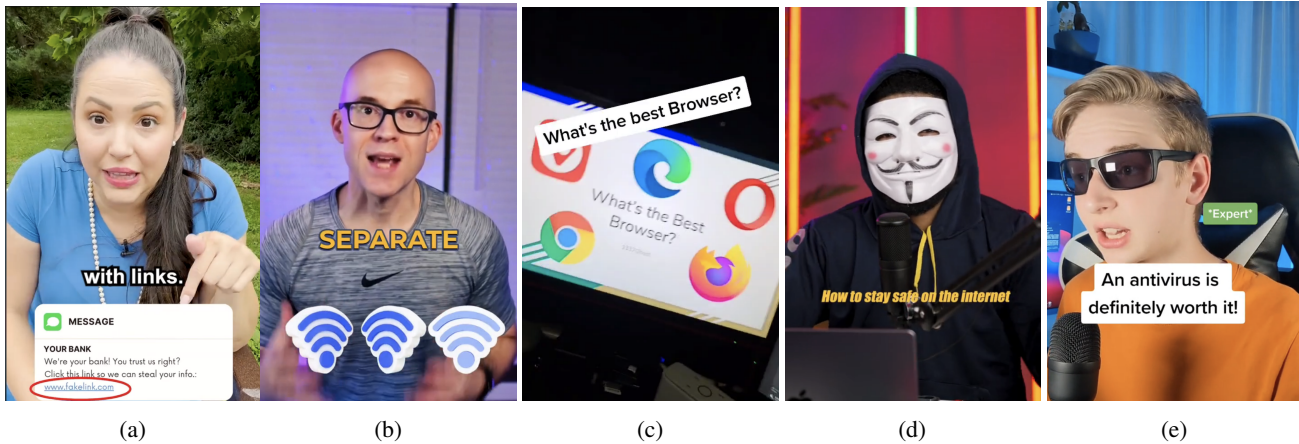 with links.
MESSAGE
YOUR BANK
We're your bank! You trust us right?
Click this link so we can steal your info.:
www.fakelink.com
SEPARATE
What's the best Browser?
What's the Best
Browser?
How to stay safe on the internet
*Expert*
An antivirus is
definitely worth it!
(a)
(b)
(c)
(d)
(e)